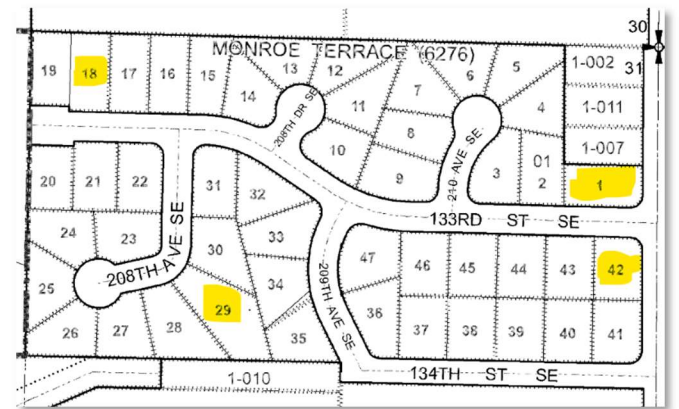 30
MONROE TERRACE (6276)
19 18 17 16 15 14 13 12 11 7 6 5 1-002 31
4 1-011
208TH DR SE
10 8 1-007
9 210 AVE SE 3 01
2 1
20 21 22 31 32
133RD ST SE
24 23 30 33 47 46 45 44 43 42
208TH AVE SE
25 34 209TH AVE SE
29 36
26 27 28 35 37 38 39 40 41
1-010 134TH ST SE